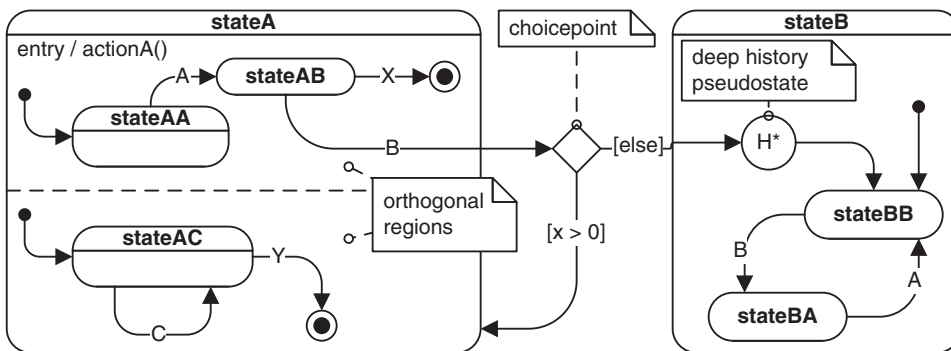 stateA
entry / actionA()
stateAA
A
stateAB
X
B
stateAC
C
Y
orthogonal
regions
choicepoint
[else]
[x > 0]
stateB
deep history
pseudostate
H*
stateBB
B
A
stateBA